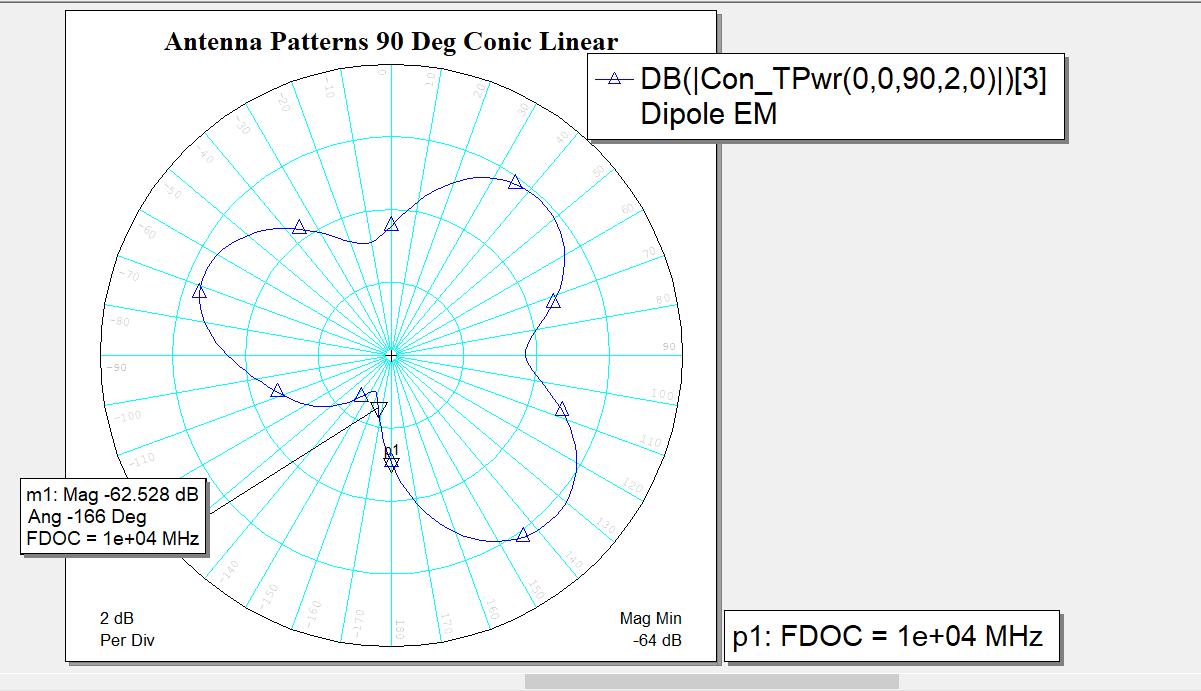 Antenna Patterns 90 Deg Conic Linear
DB(|Con_TPwr(0,0,90,2,0)|)[3]
Dipole EM
0
10
20
30
40
50
60
70
80
90
100
110
120
130
140
150
160
170
180
-170
-160
-150
-140
-110
-100
-90
-80
-70
-60
-50
-40
-30
-20
-10
p1
m1: Mag -62.528 dB
Ang -166 Deg
FDOC = 1e+04 MHz
2 dB
Per Div
Mag Min
-64 dB
p1: FDOC = 1e+04 MHz